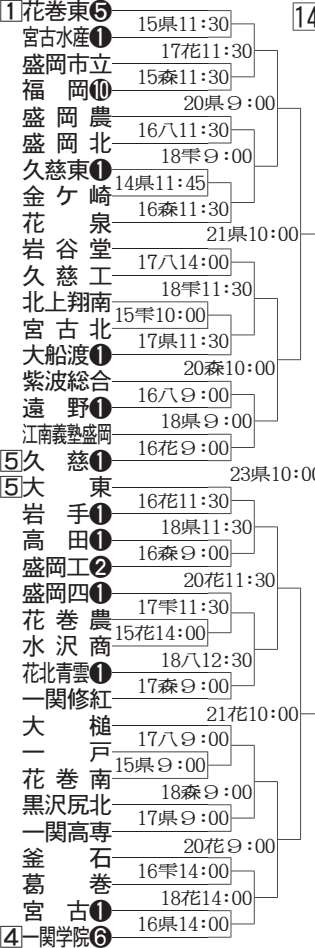 1花巻東❺
15県11:30
14
宮古水産❶
17花11:30
盛岡市立
15森11:30
福岡❿
20県9:00
盛岡農
16八11:30
盛岡北
18雫9:00
久慈東❶
14県11:45
金ケ崎
16森11:30
花泉
21県10:00
岩谷堂
17八14:00
久慈工
18雫11:30
北上翔南
15雫10:00
宮古北
17県11:30
大船渡❶
20森10:00
紫波総合
16八9:00
遠野❶
18県9:00
江南義塾盛岡
16花9:00
5久慈❶
23県10:00
5大東
16花11:30
岩手❶
18県11:30
高田❶
16森9:00
盛岡工❷
20花11:30
盛岡四❶
17雫11:30
花巻農
15花14:00
水沢商
18八12:30
花北青雲❶
17森9:00
一関修紅
21花10:00
大槌
17八9:00
一戸
15県9:00
花巻南
18森9:00
黒沢尻北
17県9:00
一関高専
20花9:00
釜石
16雫14:00
葛巻
18花14:00
宮古❶
16県14:00
4一関学院❻